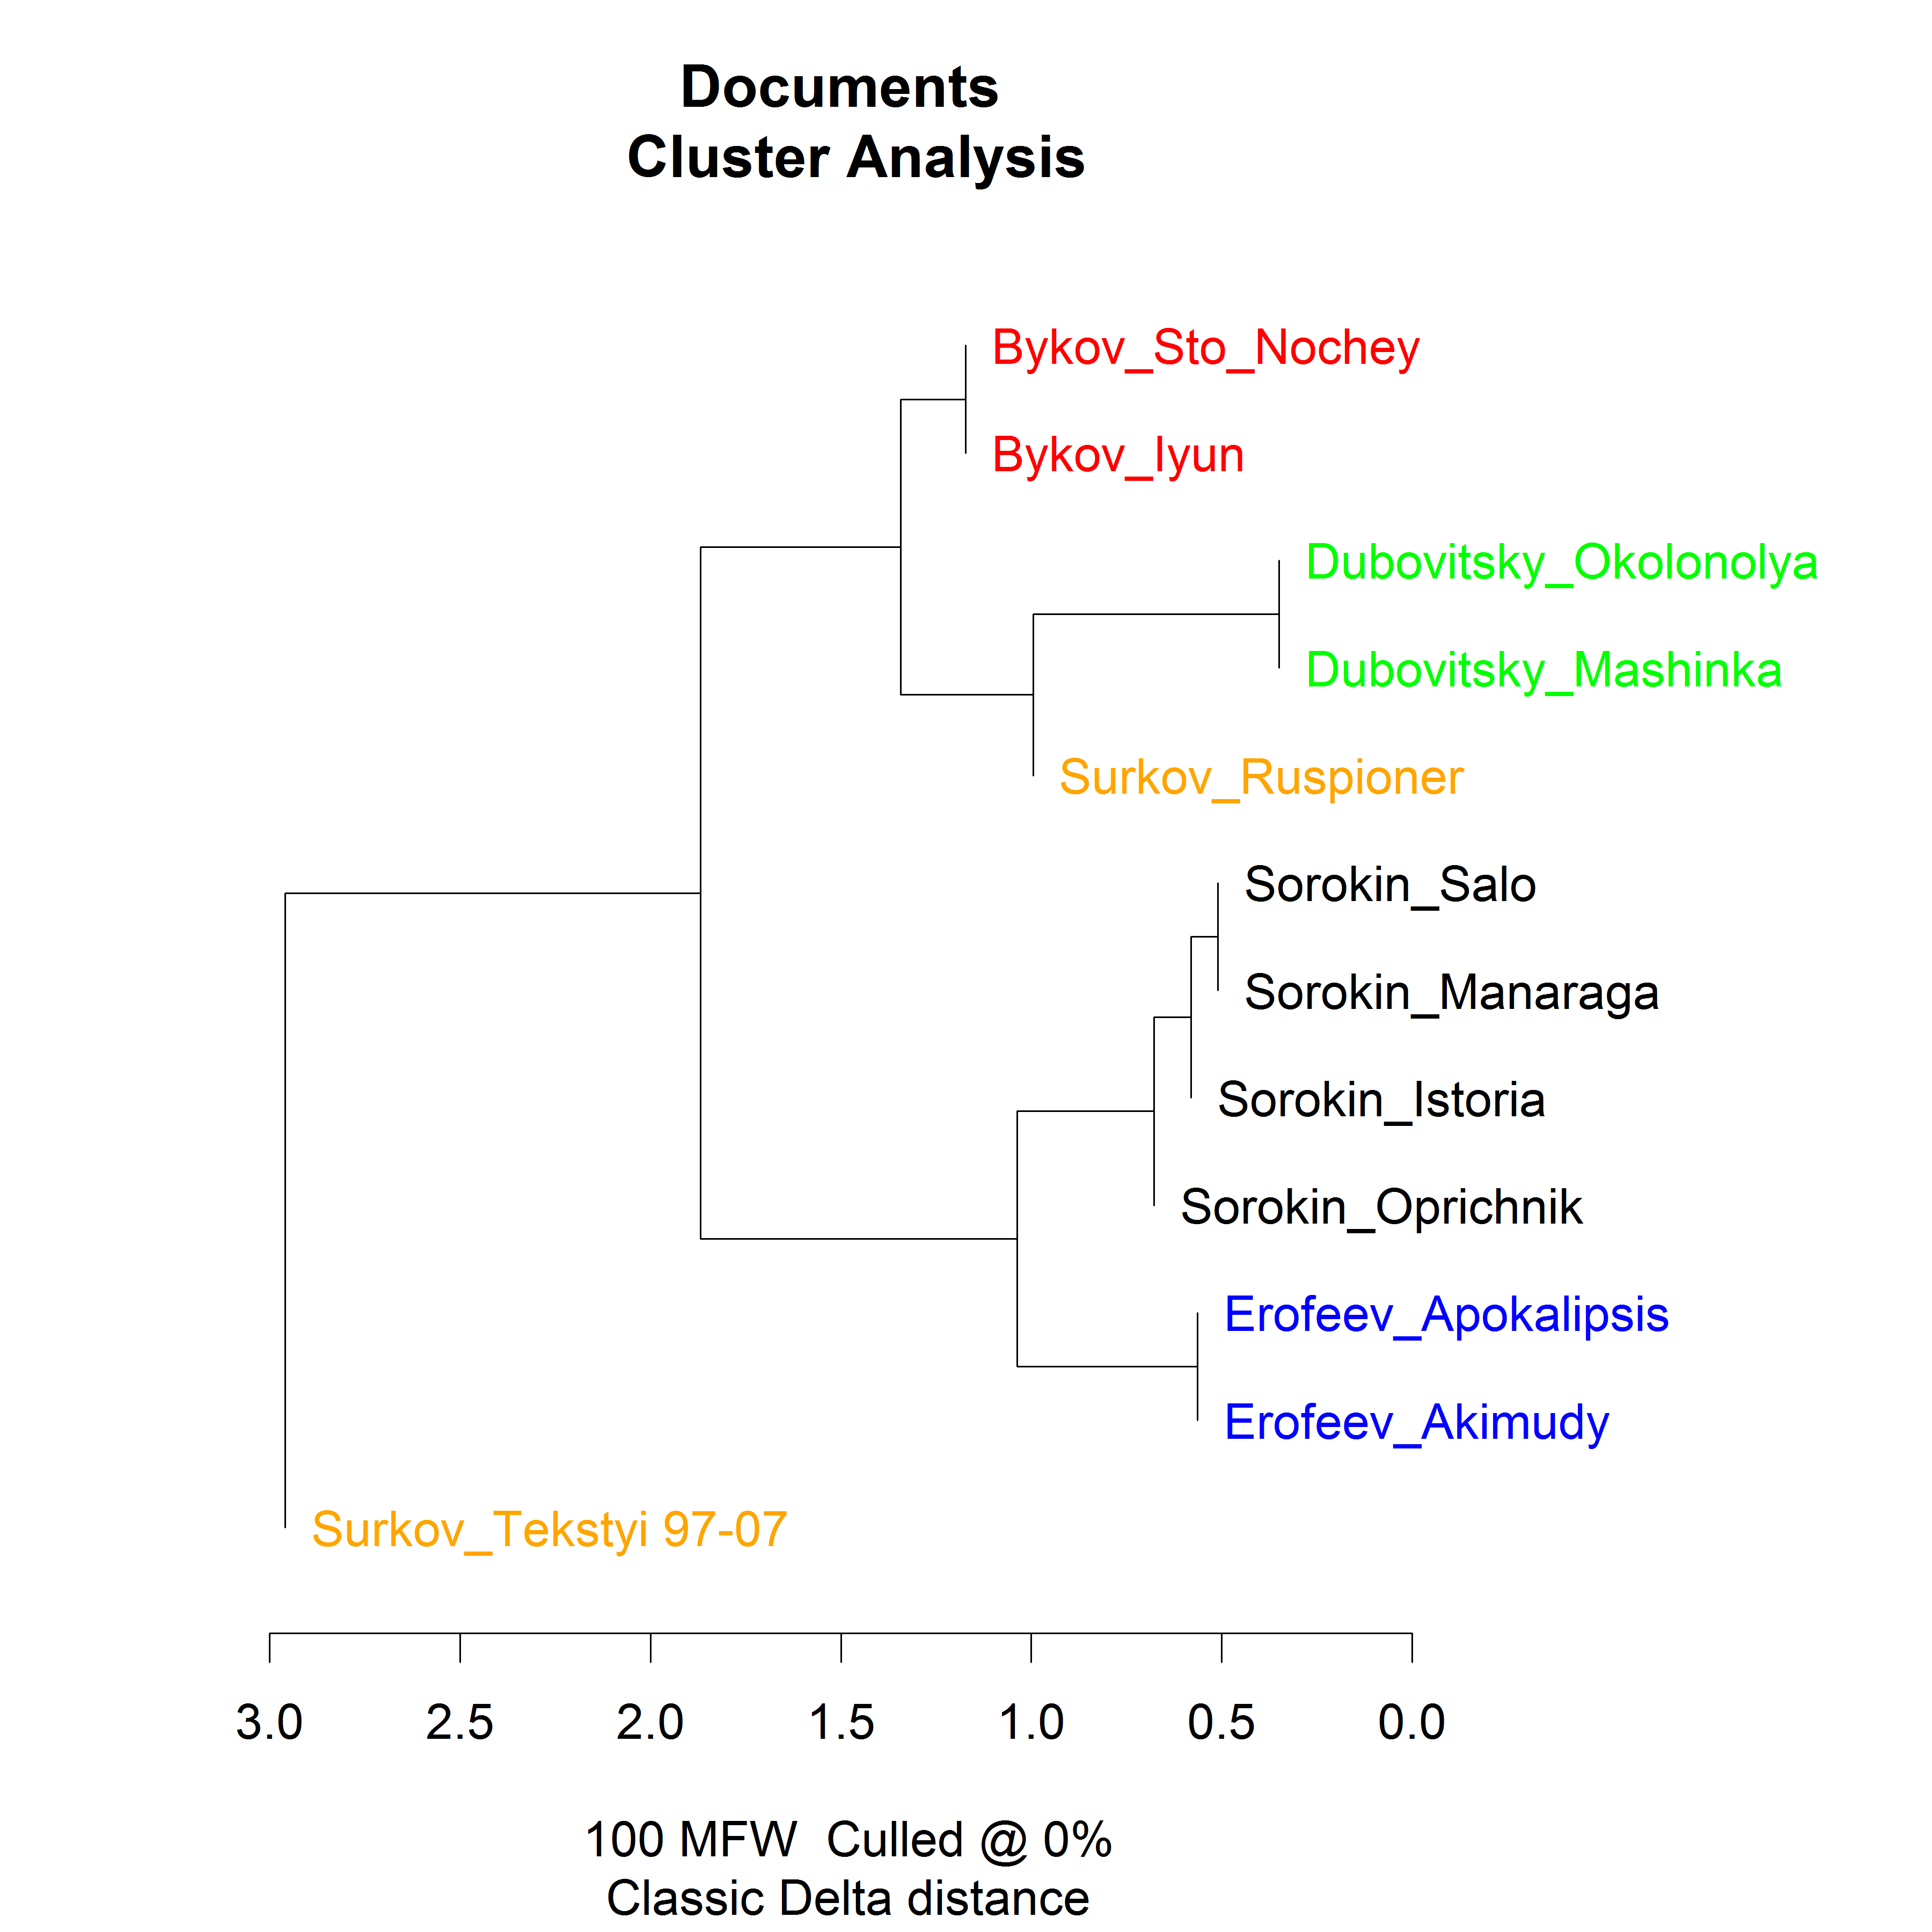 Documents
Cluster Analysis
Bykov_Sto_Nochey
Bykov_Iyun
Dubovitsky_Okolonolya
Dubovitsky_Mashinka
Surkov_Ruspioner
Sorokin_Salo
Sorokin_Manaraga
Sorokin_Istoria
Sorokin_Oprichnik
Erofeev_Apokalipsis
Erofeev_Akimudy
Surkov_Tekstyi 97-07
3.0 2.5 2.0 1.5 1.0 0.5 0.0
100 MFW  Culled @ 0%
Classic Delta distance